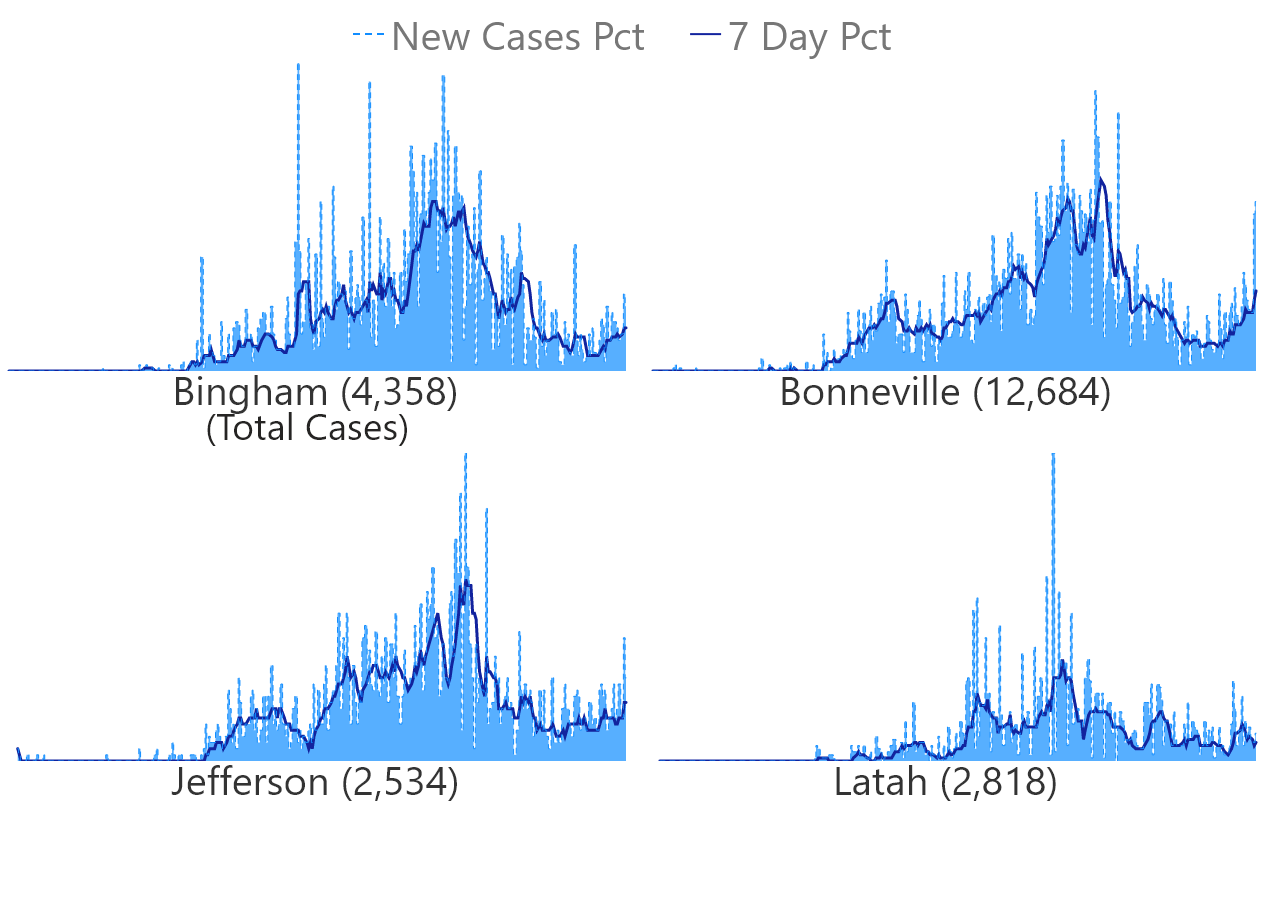 New Cases Pct 7 Day Pct
Bingham (4,358) Bonneville (12,684)
(Total Cases)
Jefferson (2,534) Latah (2,818)